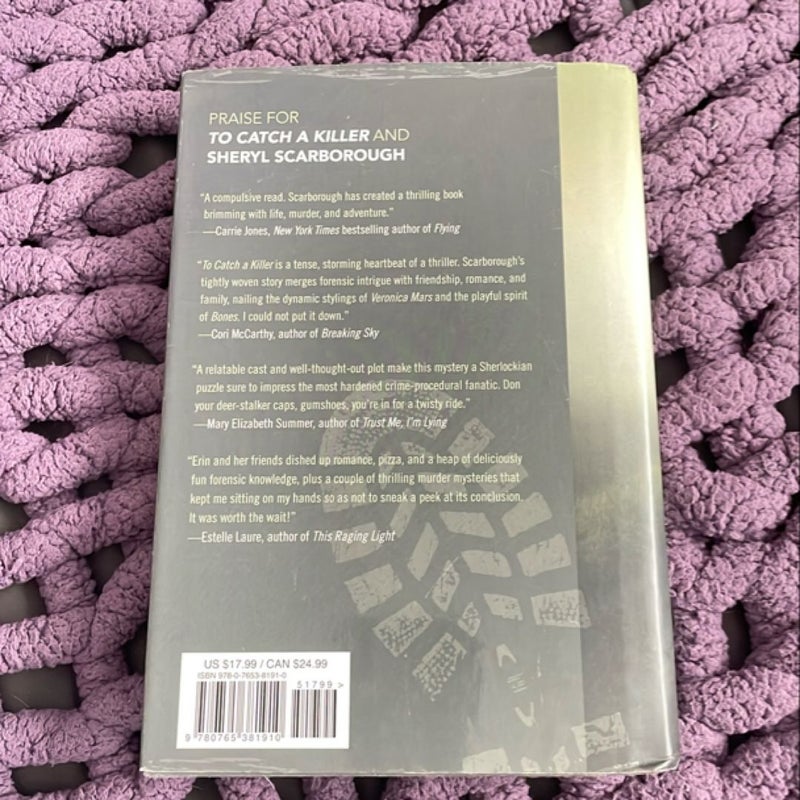 PRAISE FOR
TO CATCH A KILLER AND
SHERYL SCARBOROUGH
"A compulsive read. Scarborough has created a thrilling book
brimming with life, murder, and adventure."
—Carrie Jones, New York Times bestselling author of Flying
"To Catch a Killer is a tense, storming heartbeat of a thriller. Scarborough's
tightly woven story merges forensic intrigue with friendship, romance, and
family, nailing the dynamic stylings of Veronica Mars and the playful spirit
of Bones. I could not put it down."
—Cori McCarthy, author of Breaking Sky
"A relatable cast and well-thought-out plot make this mystery a Sherlockian
puzzle sure to impress the most hardened crime-procedural fanatic. Don
your deer-stalker caps, gumshoes, you're in for a twisty ride."
—Mary Elizabeth Summer, author of Trust Me, I'm Lying
"Erin and her friends dished up romance, pizza, and a heap of deliciously
fun forensic knowledge, plus a couple of thrilling murder mysteries that
kept me sitting on my hands so as not to sneak a peek at its conclusion.
It was worth the wait!"
—Estelle Laure, author of This Raging Light
US $17.99 / CAN $24.99
ISBN 978-0-7653-8191-0
51799>
9 780765 381910